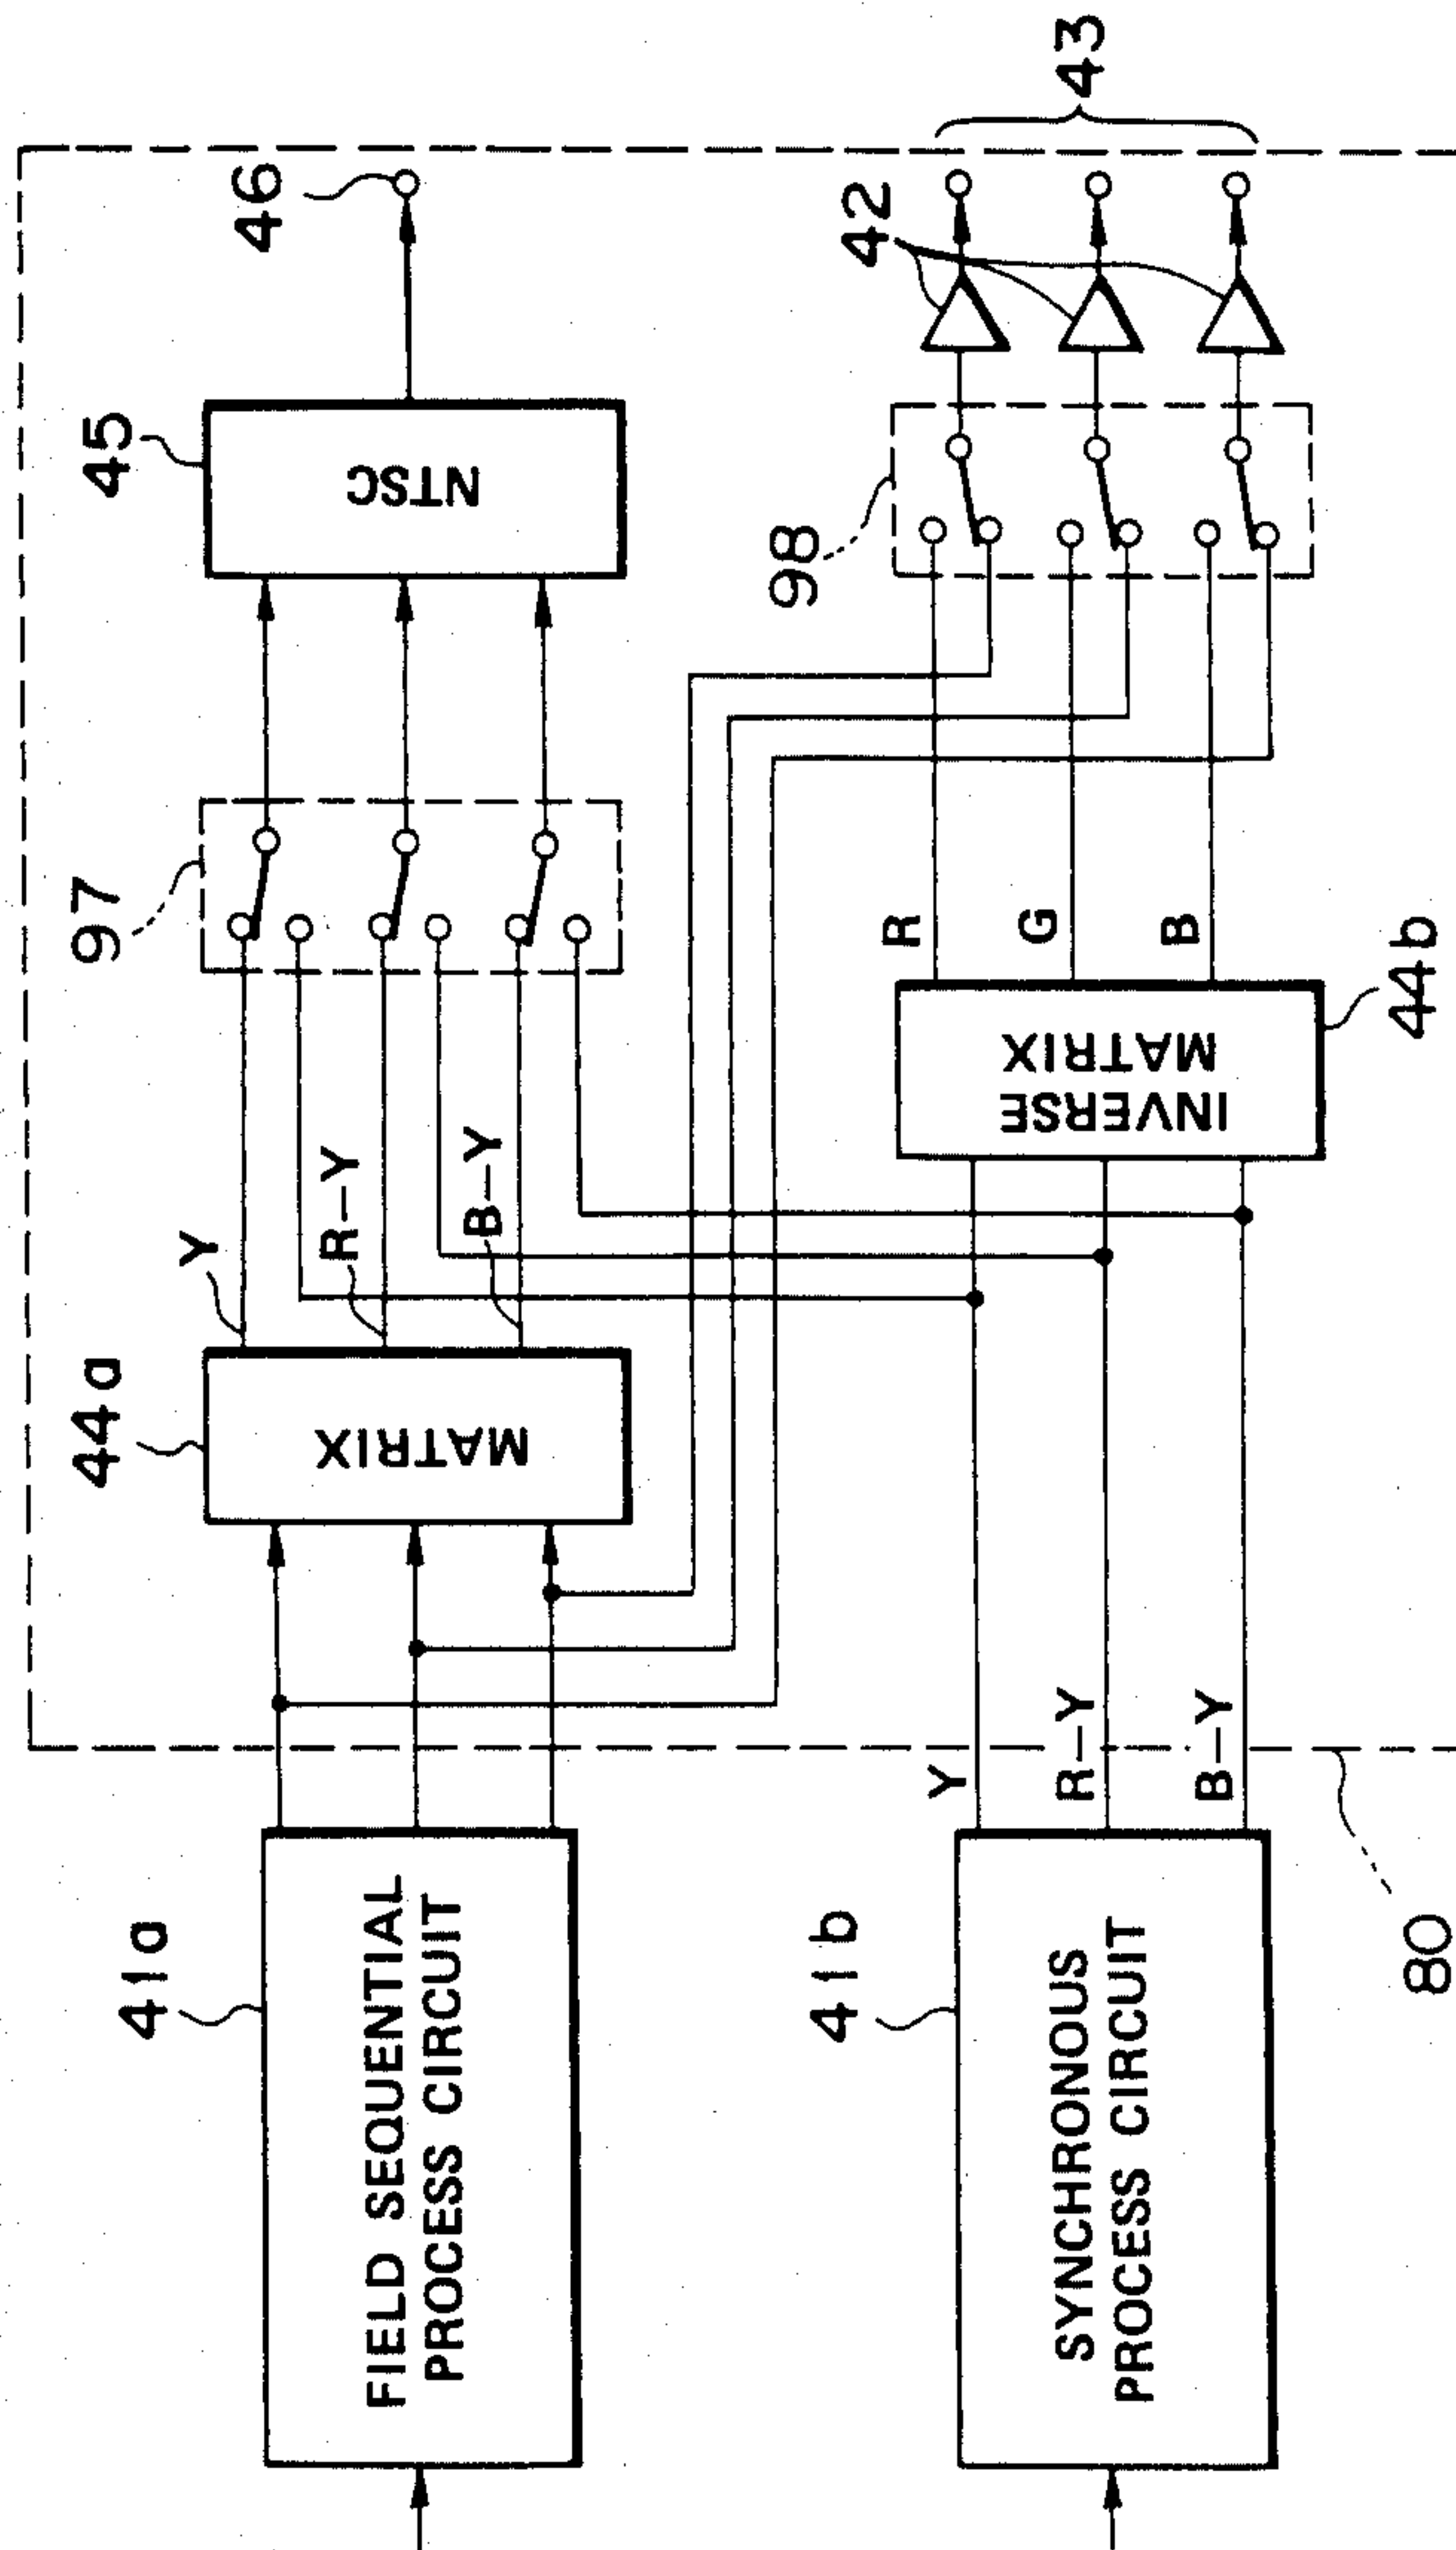 41a
FIELD SEQUENTIAL
PROCESS CIRCUIT
44a
MATRIX
Y
R-Y
B-Y
97
45
NTSC
46
41b
SYNCHRONOUS
PROCESS CIRCUIT
Y
R-Y
B-Y
80
INVERSE
MATRIX
44b
R
G
B
98
42
43